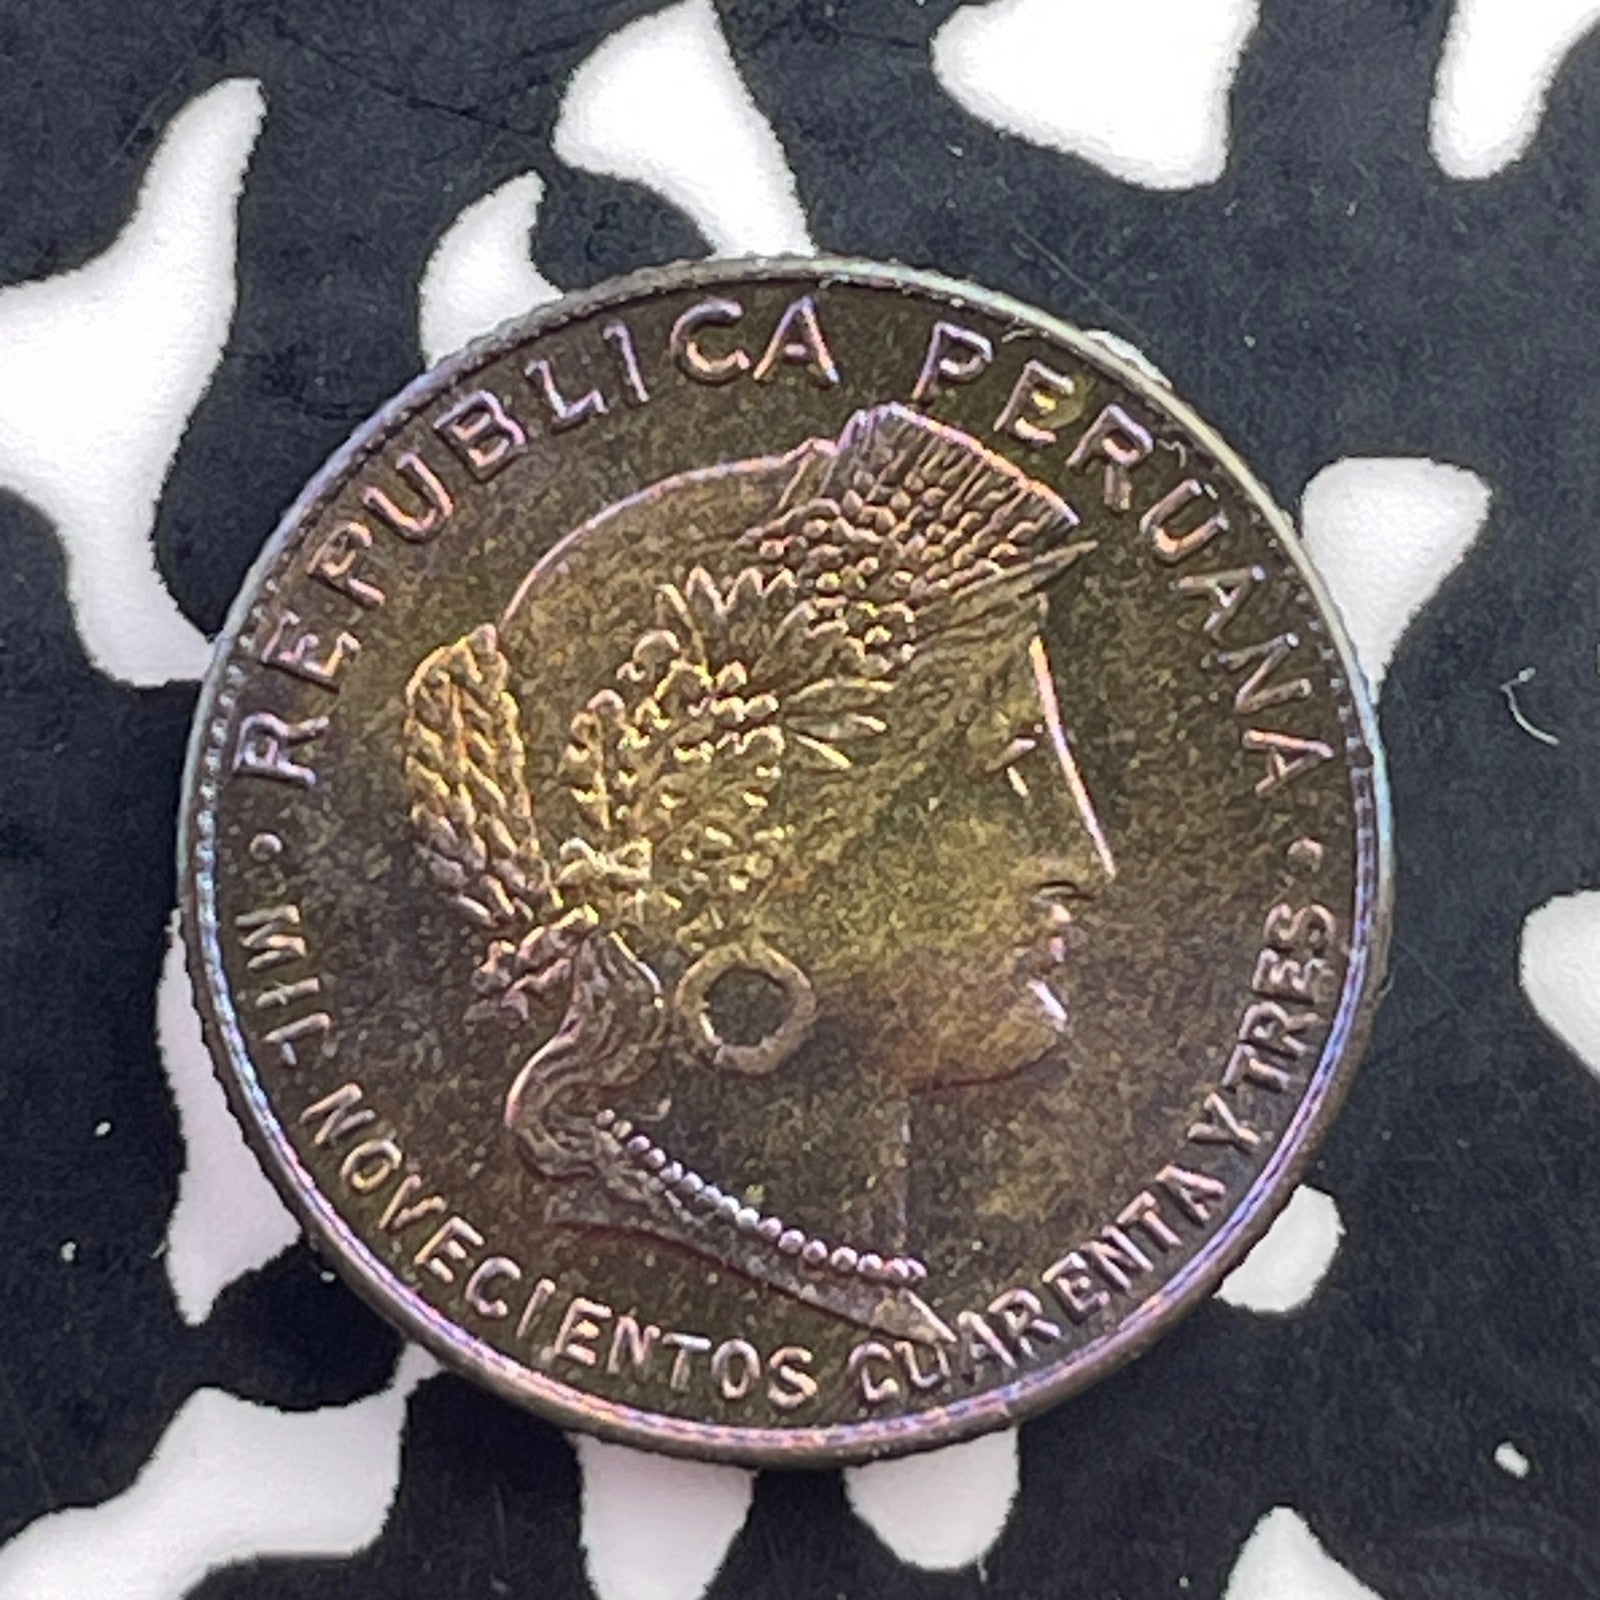 REPUBLICA PERUANA
MIL NOVECIENTOS CUARENTA Y TRES